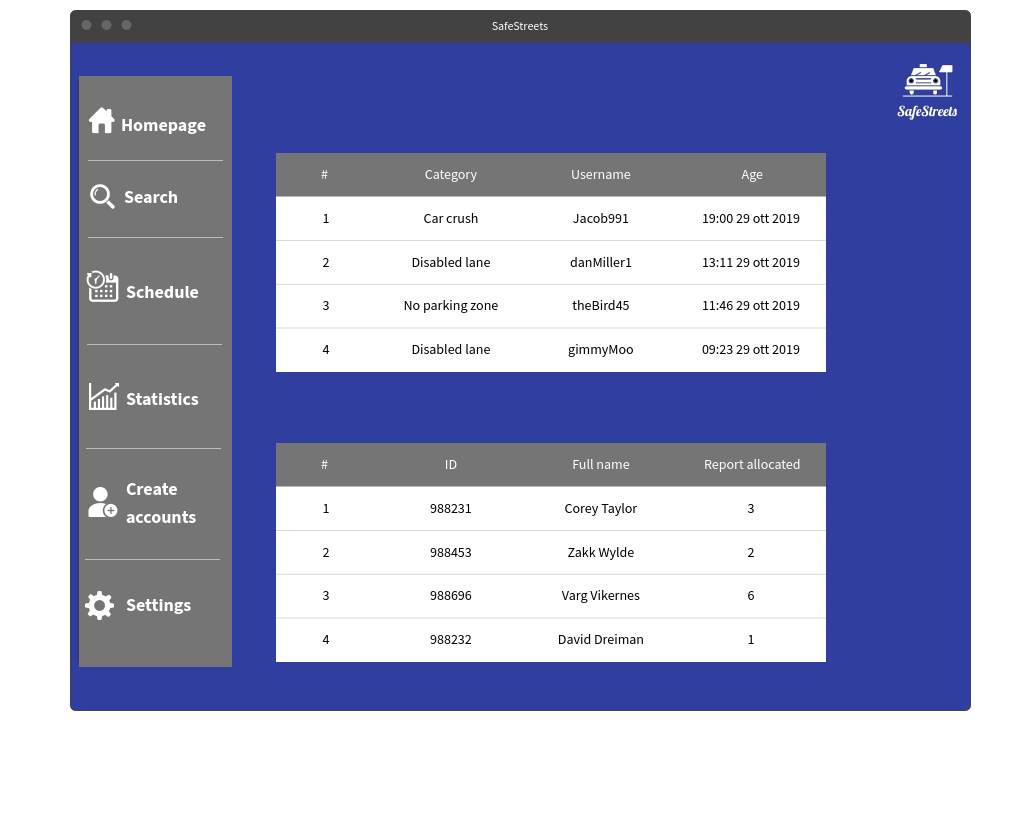 SafeStreets
SafeStreets
Homepage
Search
Schedule
Statistics
Create
accounts
Settings
# Category Username Age
1 Car crush Jacob991 19:00 29 ott 2019
2 Disabled lane danMiller1 13:11 29 ott 2019
3 No parking zone theBird45 11:46 29 ott 2019
4 Disabled lane gimmyMoo 09:23 29 ott 2019
# ID Full name Report allocated
1 988231 Corey Taylor 3
2 988453 Zakk Wylde 2
3 988696 Varg Vikernes 6
4 988232 David Dreiman 1